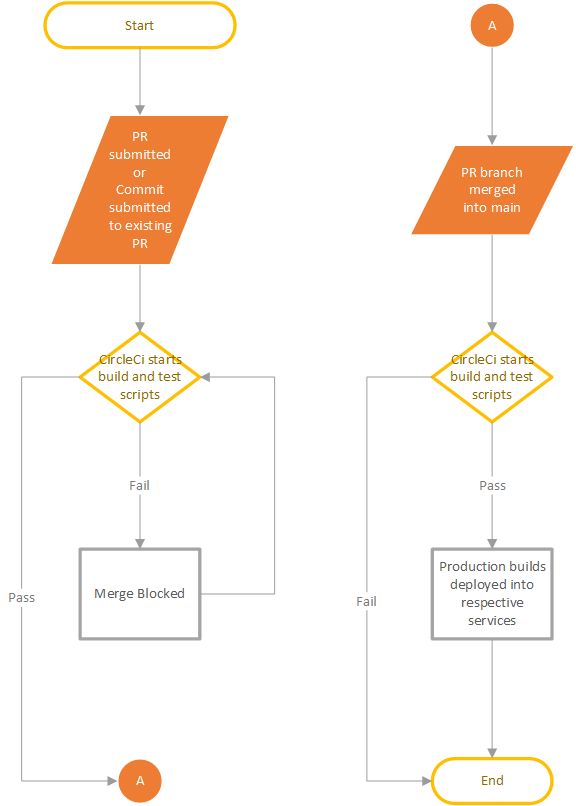 Start
PR
submitted
or
Commit
submitted
to existing
PR
CircleCi starts
build and test
scripts
Fail
Merge Blocked
Pass
A
A
PR branch
merged
into main
CircleCi starts
build and test
scripts
Pass
Production builds
deployed into
respective
services
Fail
End